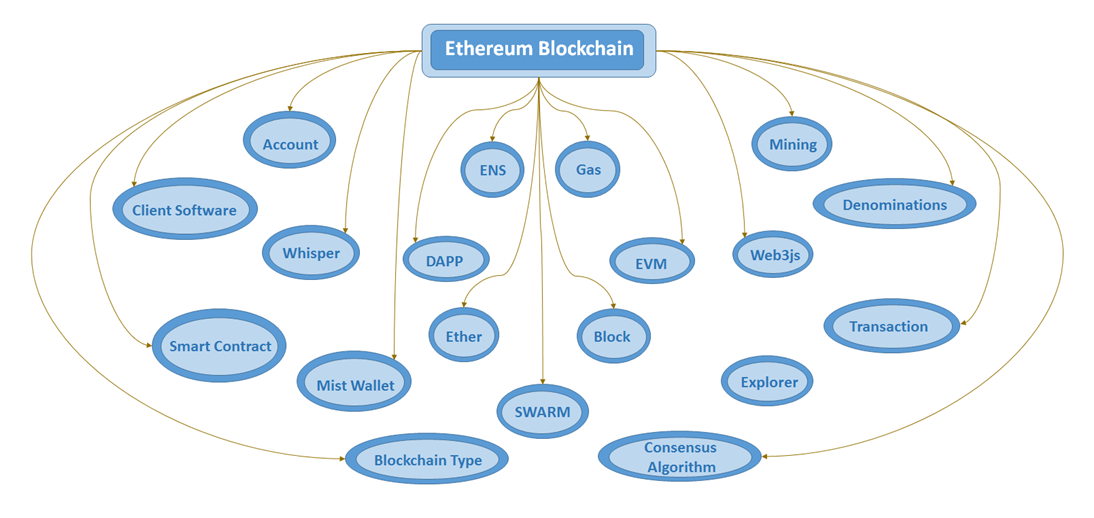 Ethereum Blockchain
Account
ENS
Gas
Mining
Client Software
Denominations
Whisper
DAPP
EVM
Web3js
Smart Contract
Ether
Block
Transaction
Mist Wallet
Explorer
SWARM
Blockchain Type
Consensus
Algorithm